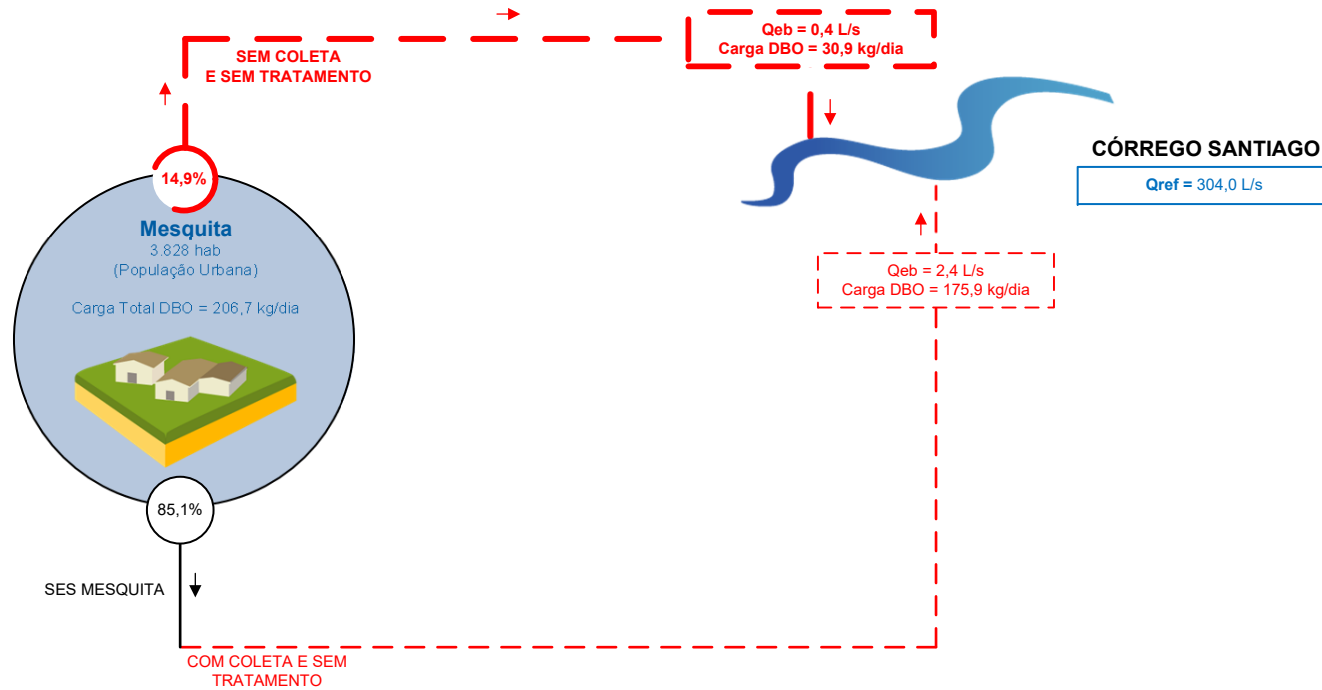 Qeb = 0,4 L/s
Carga DBO = 30,9 kg/dia
SEM COLETA
E SEM TRATAMENTO
CÓRREGO SANTIAGO
Qref = 304,0 L/s
14,9%
Mesquita
3.828 hab
(População Urbana)
Carga Total DBO = 206,7 kg/dia
Qeb = 2,4 L/s
Carga DBO = 175,9 kg/dia
85,1%
SES MESQUITA
COM COLETA E SEM
TRATAMENTO